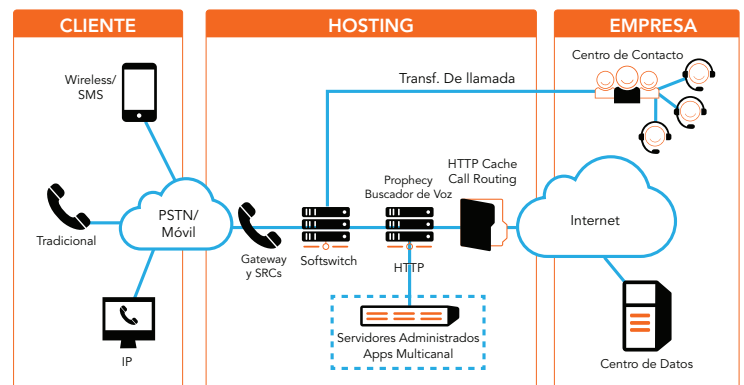 CLIENTE
HOSTING
EMPRESA
Wireless/
SMS
Tradicional
PSTN/
Móvil
IP
Transf. De llamada
Gateway
y SRCs
Softswitch
Prophecy
Buscador de Voz
HTTP
HTTP Cache
Call Routing
Servidores Administrados
Apps Multicanal
Centro de Contacto
Internet
Centro de Datos